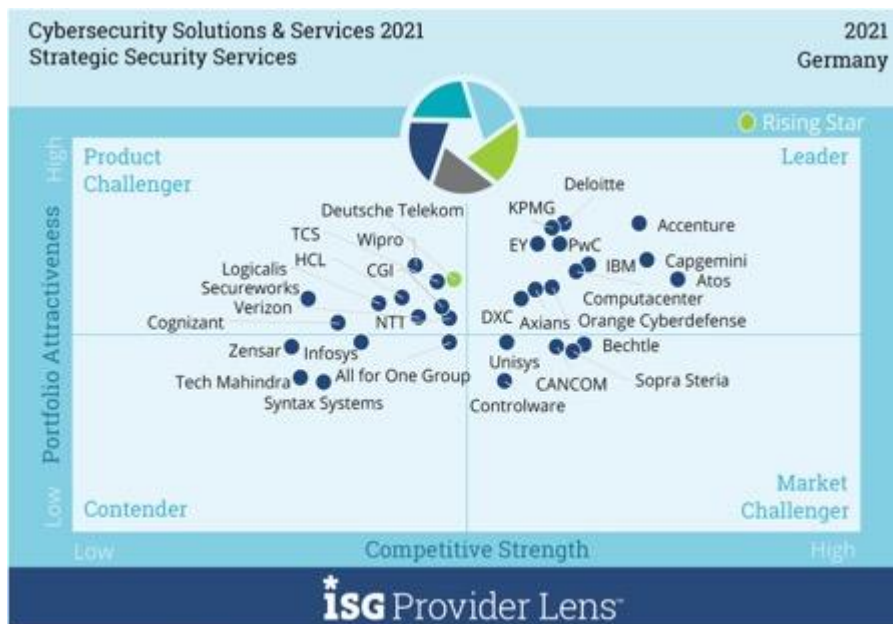 Cybersecurity Solutions & Services 2021
Strategic Security Services
2021
Germany
Rising Star
High
Product
Challenger
Leader
Deloitte
KPMG
Deutsche Telekom
Accenture
TCS
Wipro
EY
PwC
HCL
CGI
IBM
Capgemini
Logicalis
Atos
Secureworks
Computacenter
Verizon
NTT
DXC
Axians
Orange Cyberdefense
Cognizant
Zensar
Infosys
Unisys
Bechtle
Tech Mahindra
All for One Group
CANCOM
Sopra Steria
Syntax Systems
Controlware
Portfolio Attractiveness
Low
Contender
Market
Challenger
Low
Competitive Strength
High
ISG Provider Lens™